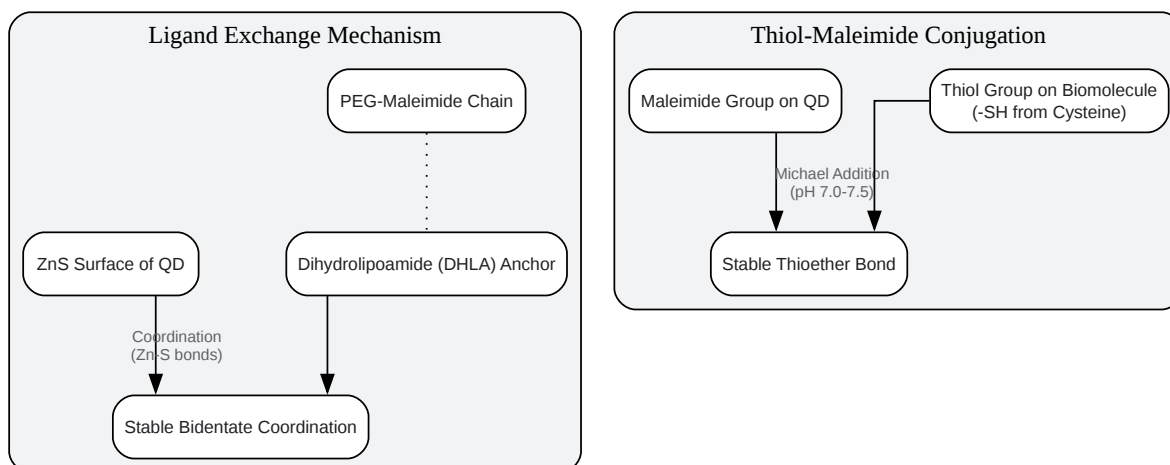 Ligand Exchange Mechanism
PEG-Maleimide Chain
ZnS Surface of QD
Dihydrolipoamide (DHLA) Anchor
Coordination
(Zn-S bonds)
Stable Bidentate Coordination
Thiol-Maleimide Conjugation
Maleimide Group on QD
Thiol Group on Biomolecule
(-SH from Cysteine)
Michael Addition
(pH 7.0-7.5)
Stable Thioether Bond